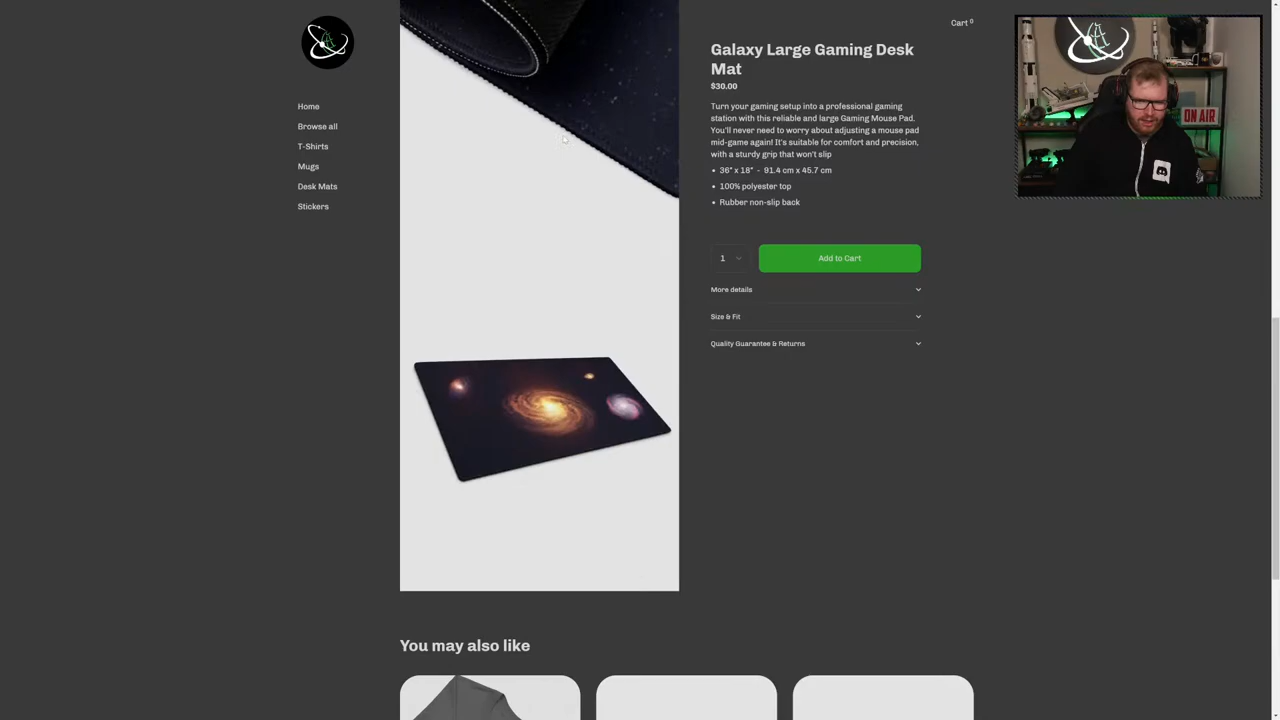 Home
Browse all
T-Shirts
Mugs
Desk Mats
Stickers
Cart 0
Galaxy Large Gaming Desk
Mat
$30.00
Turn your gaming setup into a professional gaming
station with this reliable and large Gaming Mouse Pad.
You'll never need to worry about adjusting a mouse pad
mid-game again! It's suitable for comfort and precision,
with a sturdy grip that won't slip
• 36″ x 18″ - 91.4 cm x 45.7 cm
• 100% polyester top
• Rubber non-slip back
1
Add to Cart
More details
Size & Fit
Quality Guarantee & Returns
You may also like
ON AIR